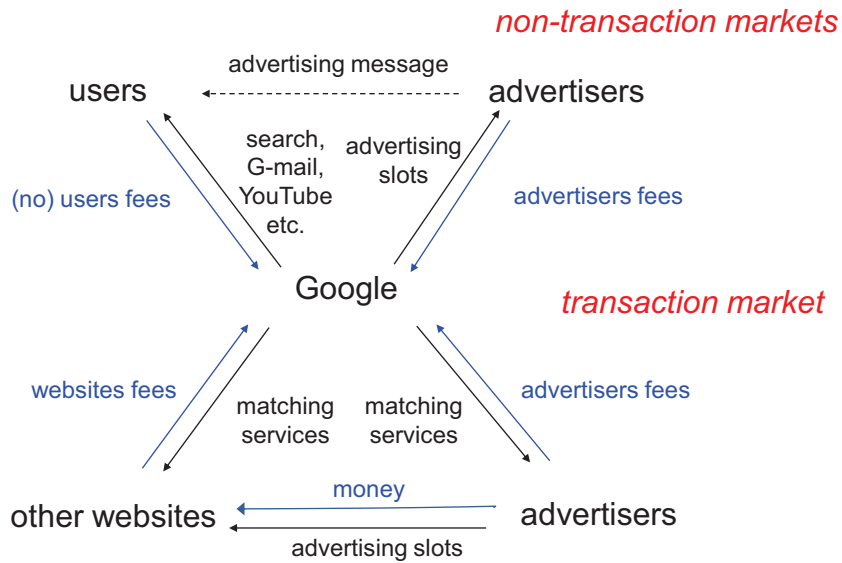 non-transaction markets
advertising message
users
advertisers
search,
G-mail,
YouTube
etc.
advertising
slots
(no) users fees
advertisers fees
Google
transaction market
websites fees
advertisers fees
matching
services
matching
services
money
other websites
advertisers
advertising slots